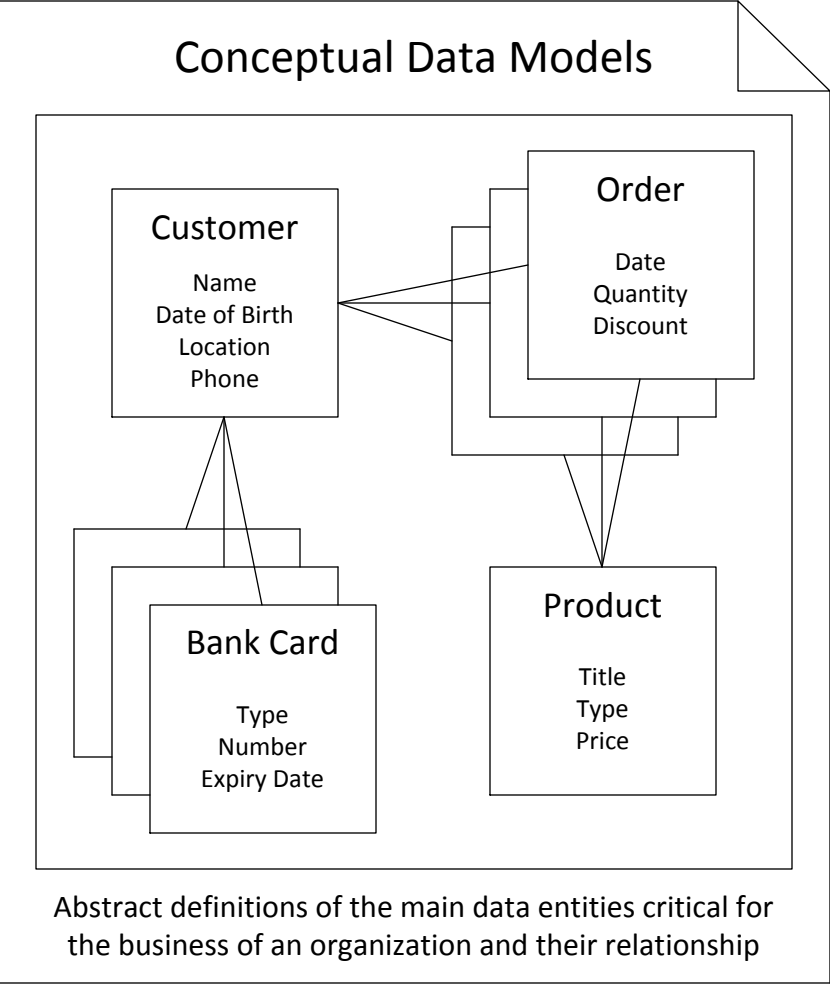 Conceptual Data Models
Customer
Name
Date of Birth
Location
Phone
Order
Date
Quantity
Discount
Bank Card
Type
Number
Expiry Date
Product
Title
Type
Price
Abstract definitions of the main data entities critical for
the business of an organization and their relationship